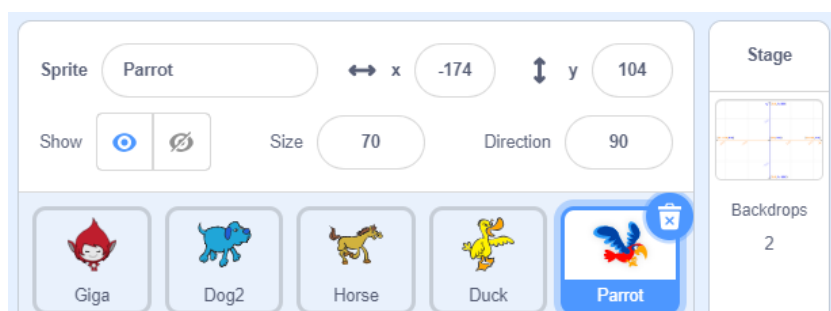 Sprite Parrot x -174 y 104
Stage
Show Size 70 Direction 90
Backdrops
2
Giga Dog2 Horse Duck Parrot